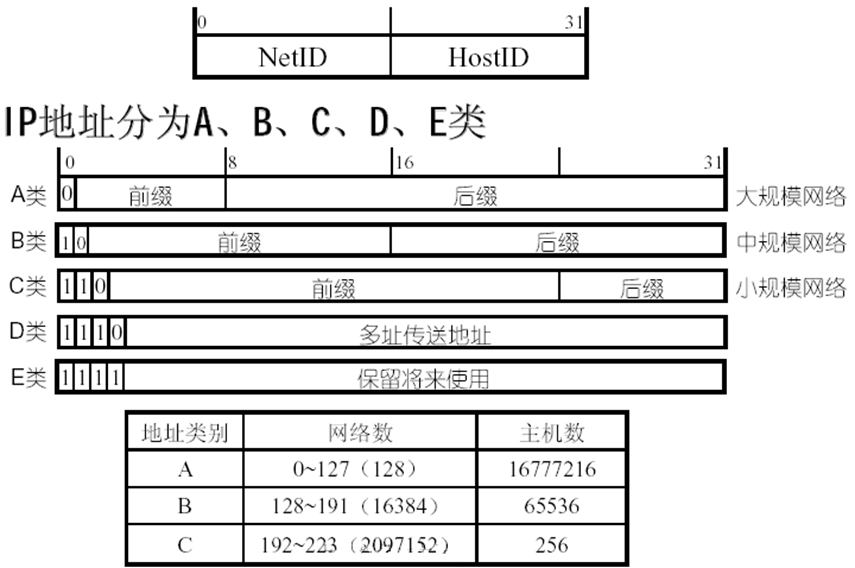 0 31
NetID HostID
IP地址分为A、B、C、D、E类
0 8 16 31
A类 0 前缀 后缀 大规模网络
B类 1 0 前缀 后缀 中规模网络
C类 1 1 0 前缀 后缀 小规模网络
D类 1 1 1 0 多址传送地址
E类 1 1 1 1 保留将来使用
地址类别 网络数 主机数
A 0~127（128） 16777216
B 128~191（16384） 65536
C 192~223（2097152） 256